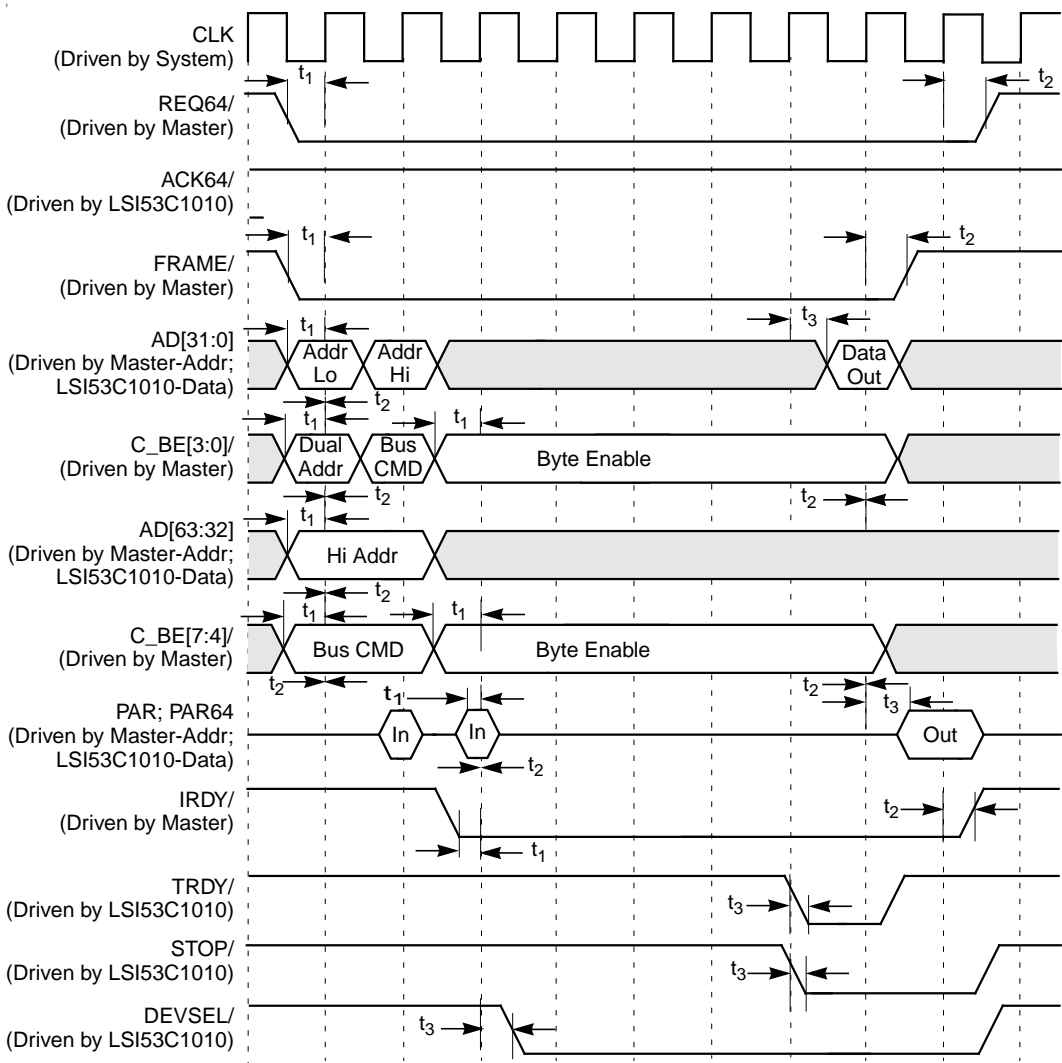 CLK
(Driven by System)
t1
t2
REQ64/
(Driven by Master)
ACK64/
(Driven by LSI53C1010)
t1
t2
FRAME/
(Driven by Master)
t1
t3
AD[31:0]
(Driven by Master-Addr;
LSI53C1010-Data)
Addr
Lo
Addr
Hi
Data
Out
t2
t1
t1
C_BE[3:0]/
(Driven by Master)
Dual
Addr
Bus
CMD
Byte Enable
t2
t2
t1
AD[63:32]
(Driven by Master-Addr;
LSI53C1010-Data)
Hi Addr
t2
t1
t1
C_BE[7:4]/
(Driven by Master)
Bus CMD
Byte Enable
t2
t1
t2
t3
PAR; PAR64
(Driven by Master-Addr;
LSI53C1010-Data)
In
In
Out
t2
IRDY/
(Driven by Master)
t2
t1
TRDY/
(Driven by LSI53C1010)
t3
STOP/
(Driven by LSI53C1010)
t3
DEVSEL/
(Driven by LSI53C1010)
t3